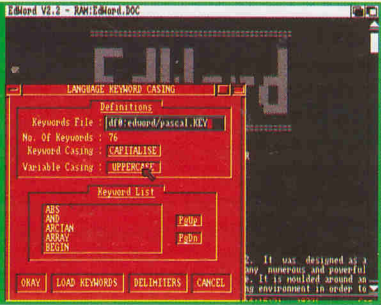 EdWord V2.2 - RAM:EdWord.DOC
EdWord
LANGUAGE KEYWORD CASING
Definitions
Keywords File : df0:edword/pascal.KEY
No. Of Keywords : 76
Keyword Casing : CAPITALISE
Variable Casing : UPPERCASE
Keyword List
ABS
AND
ARCTAN
ARRAY
BEGIN
PgUp
PgDn
OKAY LOAD KEYWORDS DELIMITERS CANCEL
2. It was designed as a
any, numerous and powerful
e. It is moulded around an
ng environment in order to